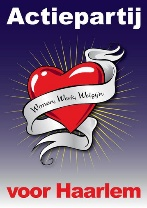 Actiepartij
Wonen, Werk, Welzijn
voor Haarlem